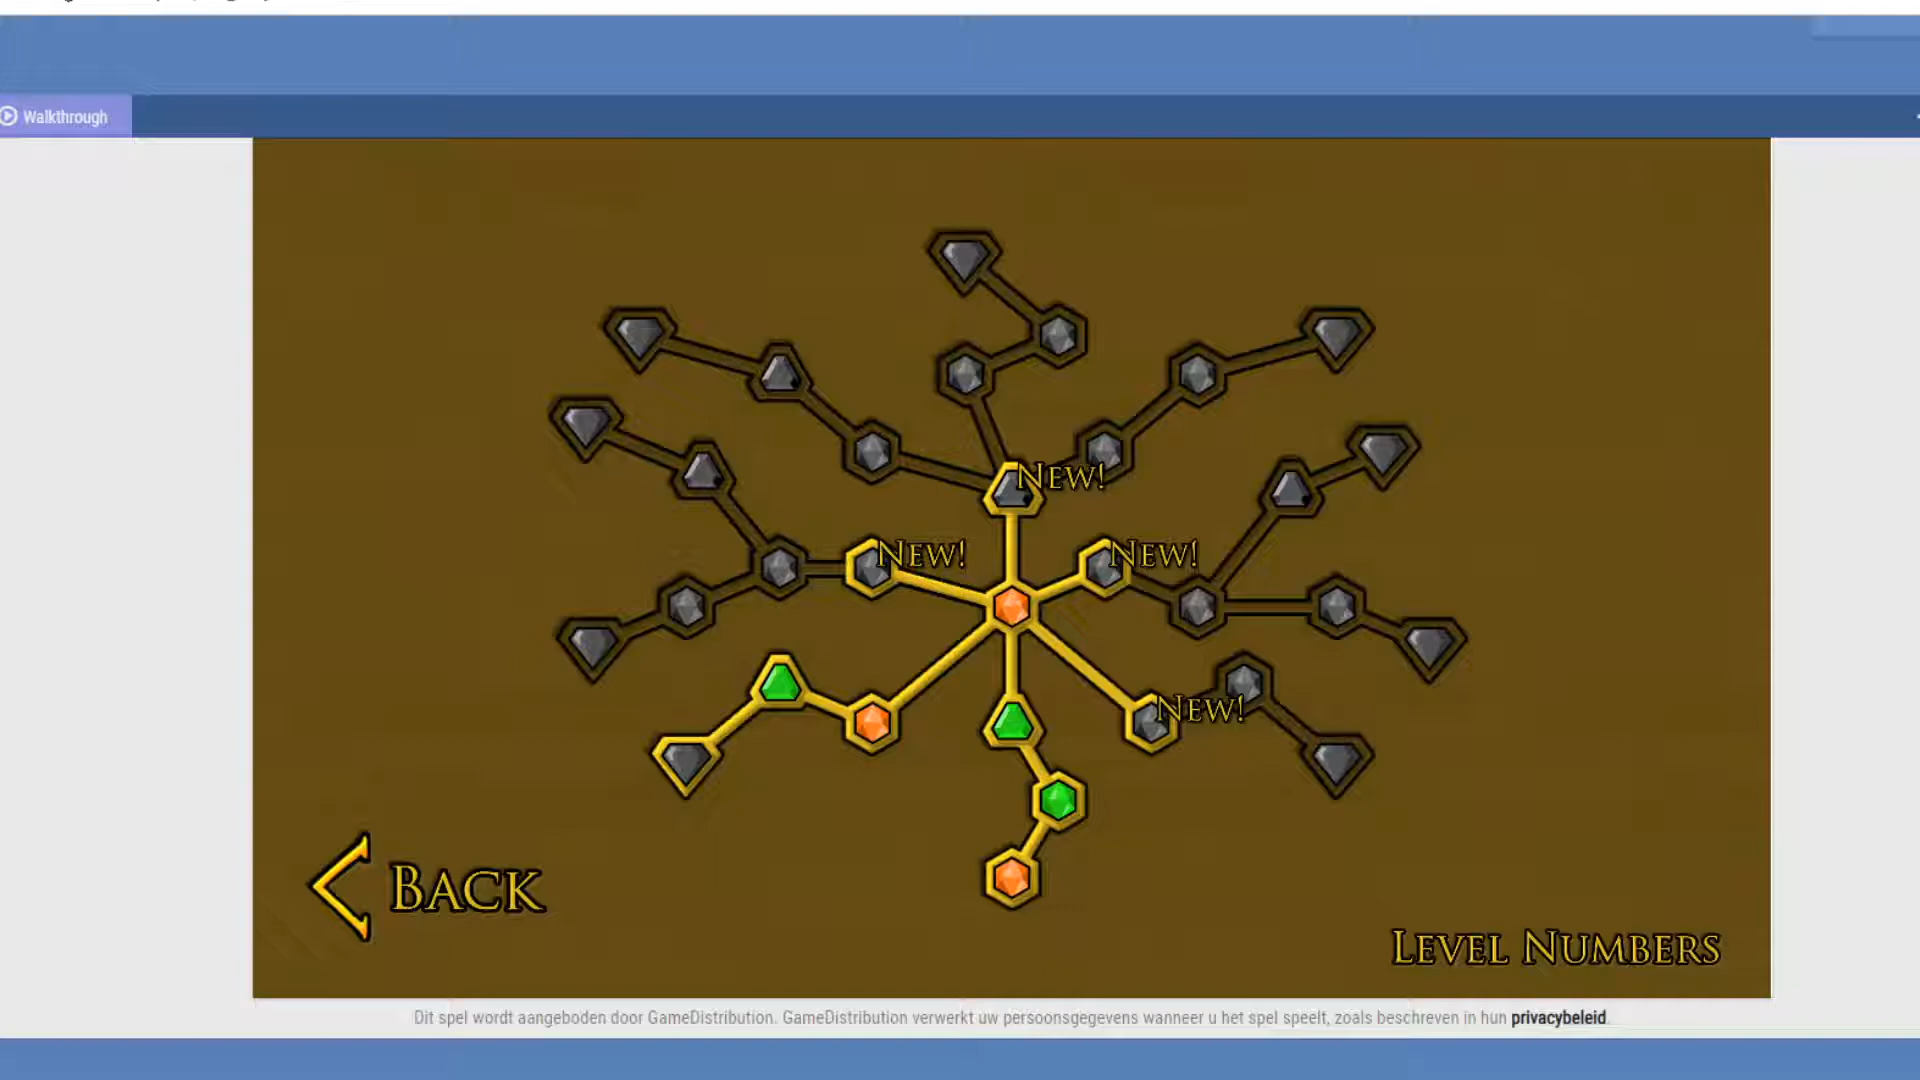 Walkthrough
New!
New!
New!
New!
Back
Level Numbers
Dit spel wordt aangeboden door GameDistribution. GameDistribution verwerkt uw persoonsgegevens wanneer u het spel speelt, zoals beschreven in hun privacybeleid.